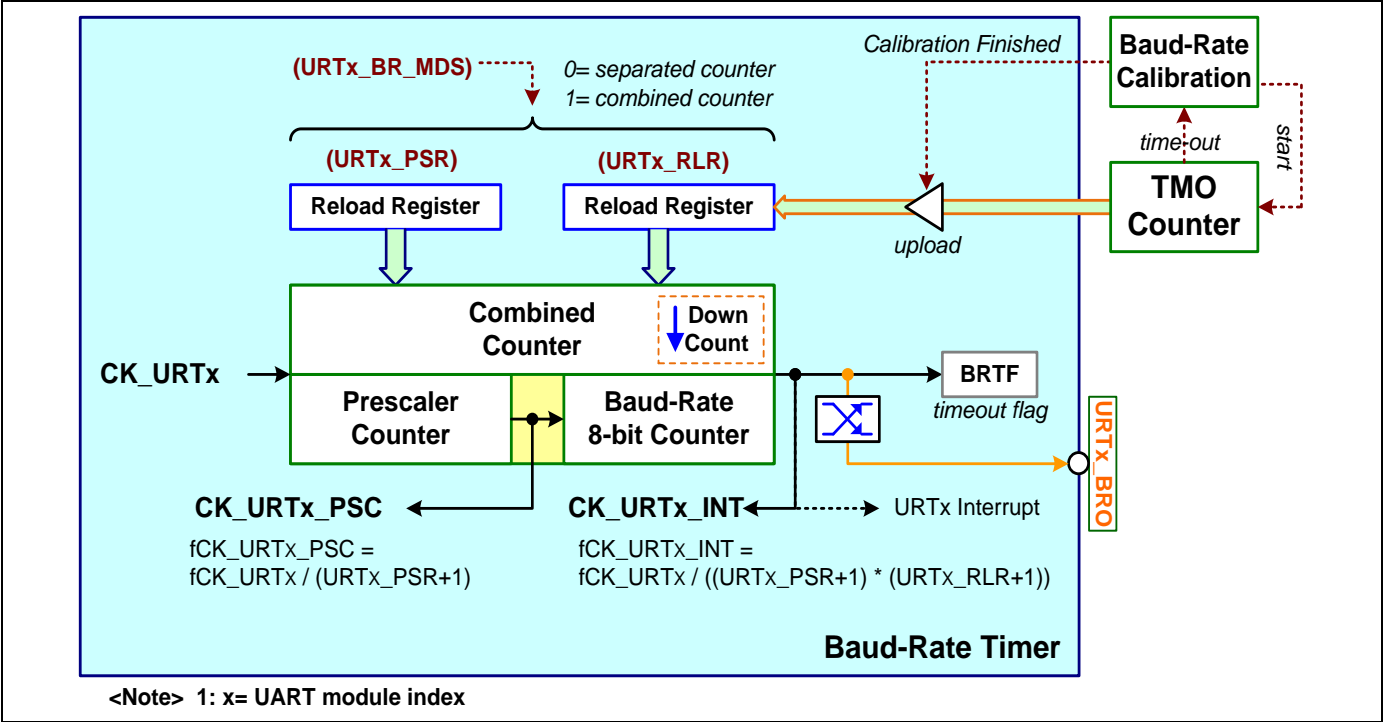 Calibration Finished
Baud-Rate
Calibration
(URTx_BR_MDS)
0= separated counter
1= combined counter
time-out
start
(URTx_PSR)
(URTx_RLR)
Reload Register
Reload Register
TMO
Counter
upload
Combined
Counter
Down
Count
CK_URTx
Prescaler
Counter
Baud-Rate
8-bit Counter
BRTF
timeout flag
URTx_BRO
CK_URTx_PSC
CK_URTx_INT
URTx Interrupt
fCK_URTx_PSC =
fCK_URTx / (URTx_PSR+1)
fCK_URTx_INT =
fCK_URTx / ((URTx_PSR+1) * (URTx_RLR+1))
Baud-Rate Timer
<Note> 1: x= UART module index